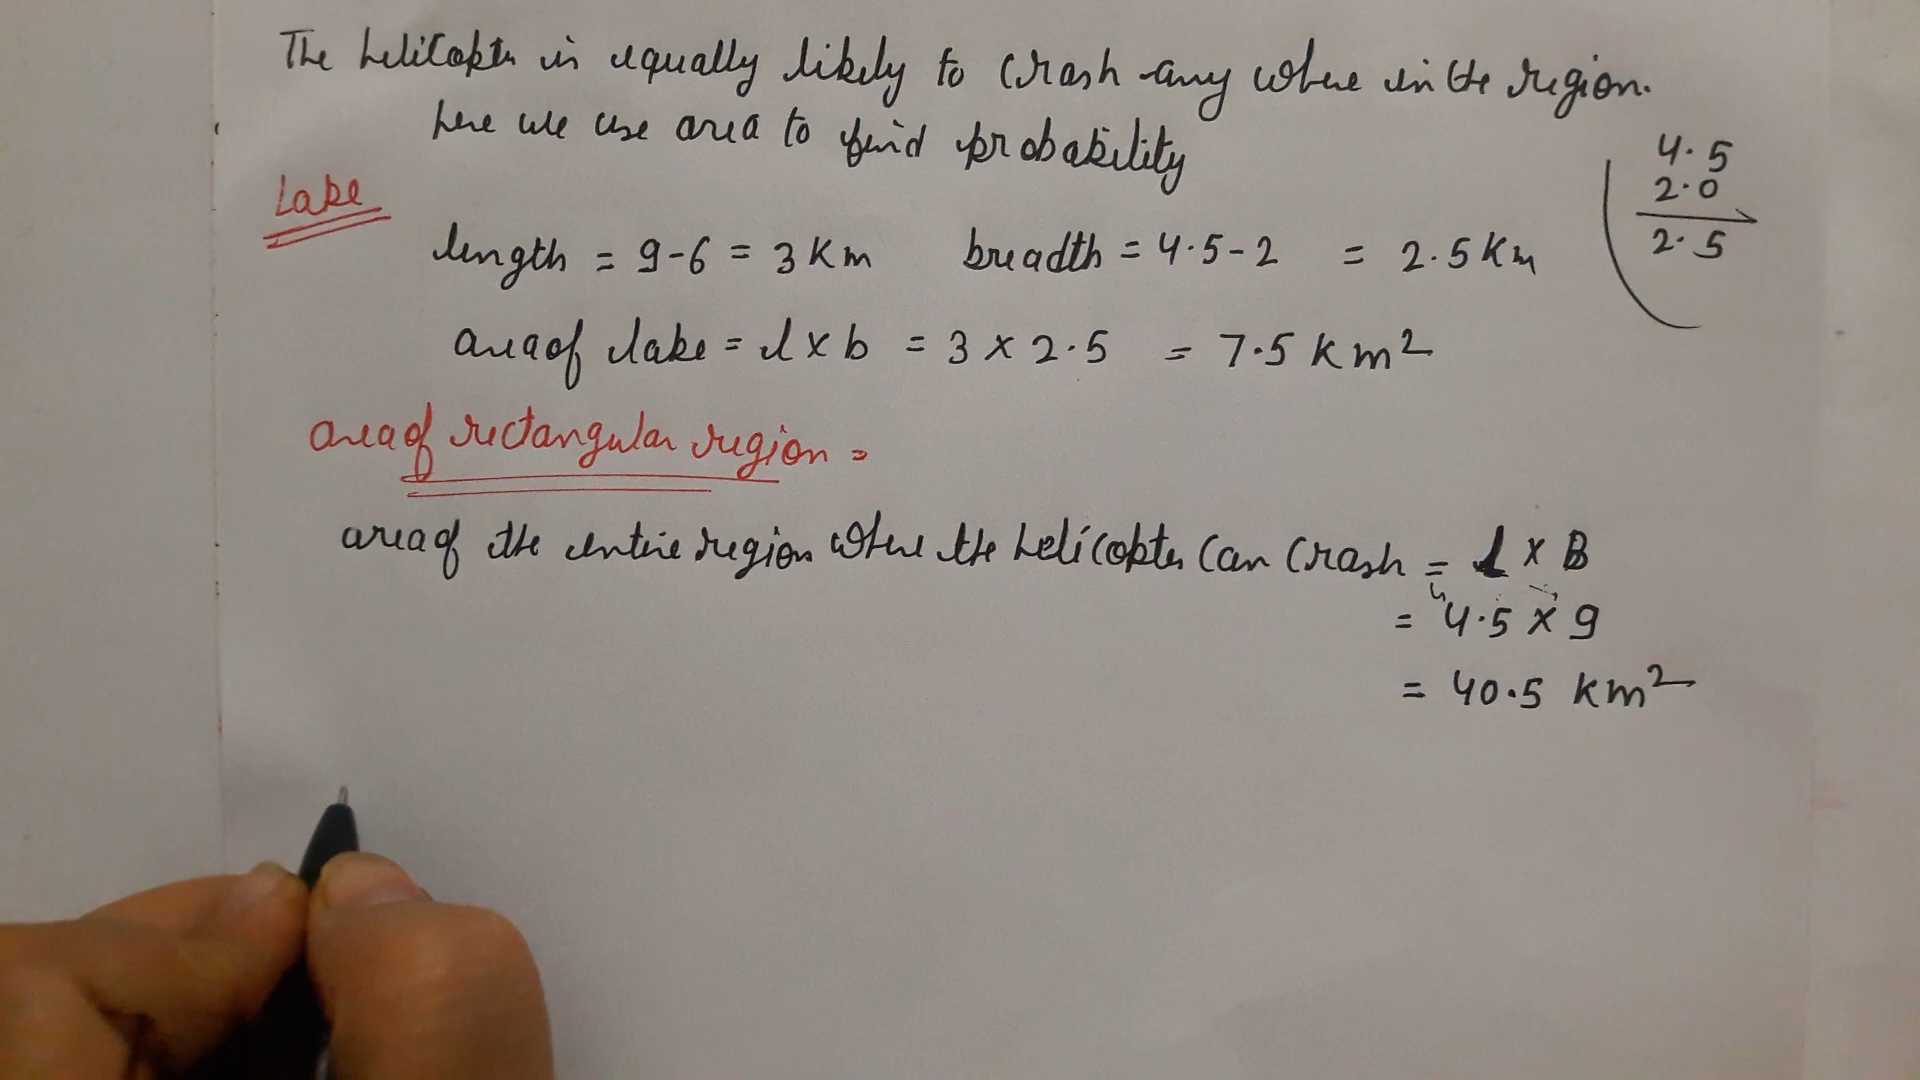 The helicopter is equally likely to crash any where in the region.
here we use area to find probability
4.5
2.0
2.5
Lake
length = 9-6 = 3 Km breadth = 4.5-2 = 2.5 Km
area of lake = l x b = 3 x 2.5 = 7.5 km²
area of rectangular region =
area of the entire region where the helicopter can crash = l x B
= 4.5 x 9
= 40.5 km²